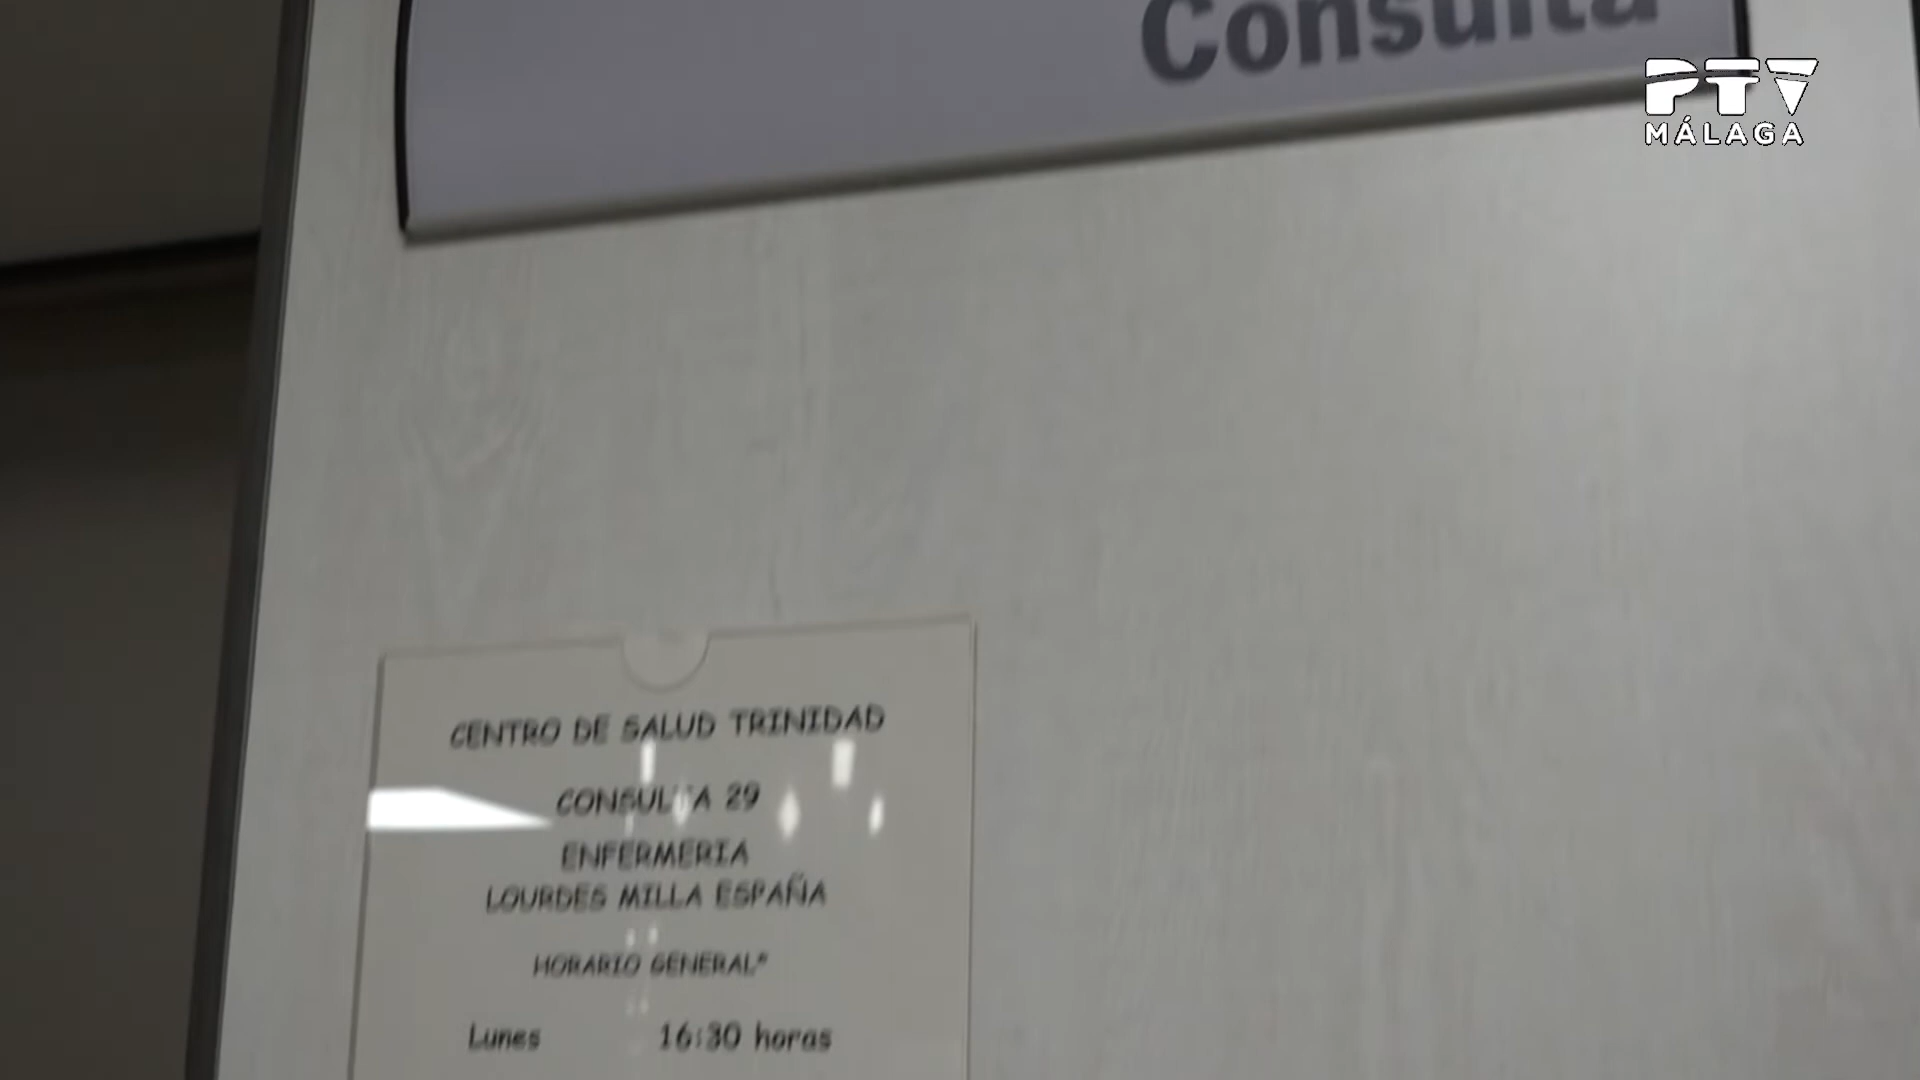 Consulta
PTV
MÁLAGA
CENTRO DE SALUD TRINIDAD
CONSULTA 29
ENFERMERIA
LOURDES MILLA ESPAÑA
HORARIO GENERAL*
Lunes 16:30 horas